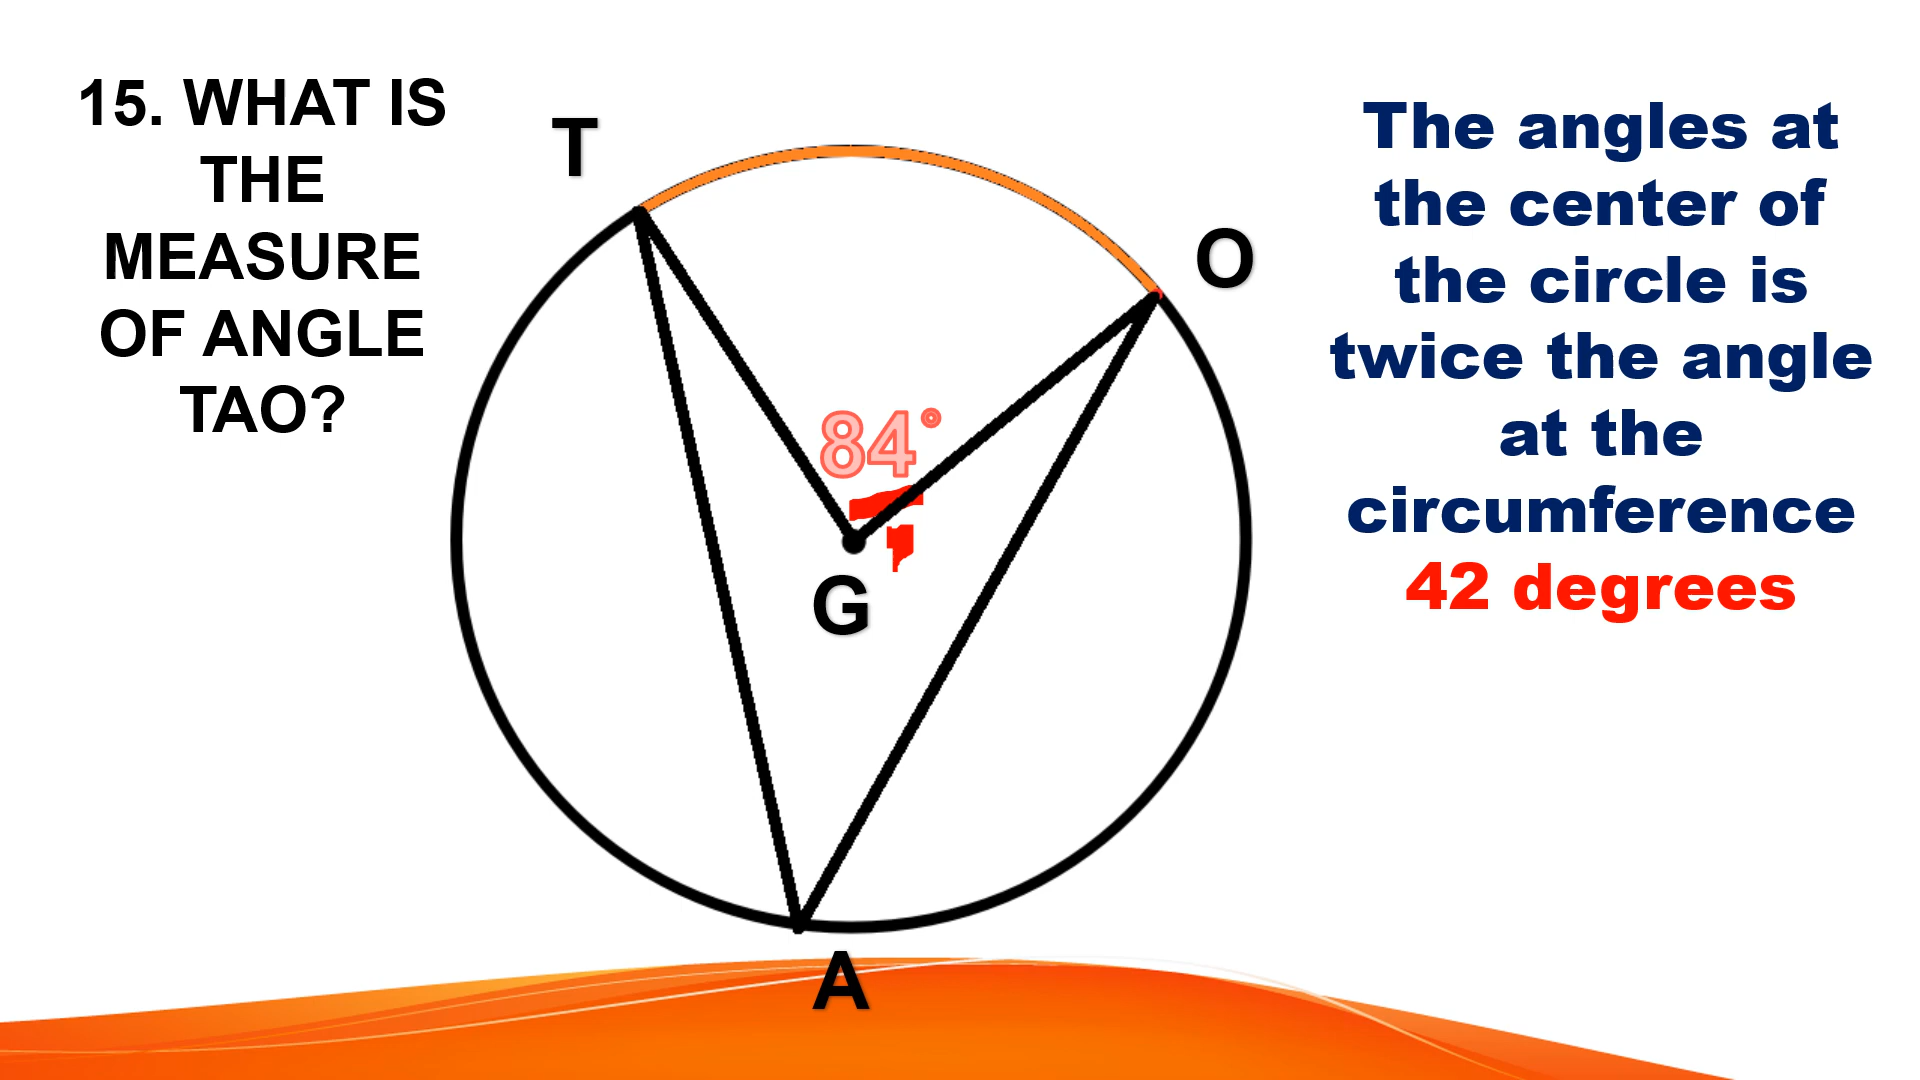 15. WHAT IS
THE
MEASURE
OF ANGLE
TAO?
T
O
84°
G
A
The angles at
the center of
the circle is
twice the angle
at the
circumference
42 degrees